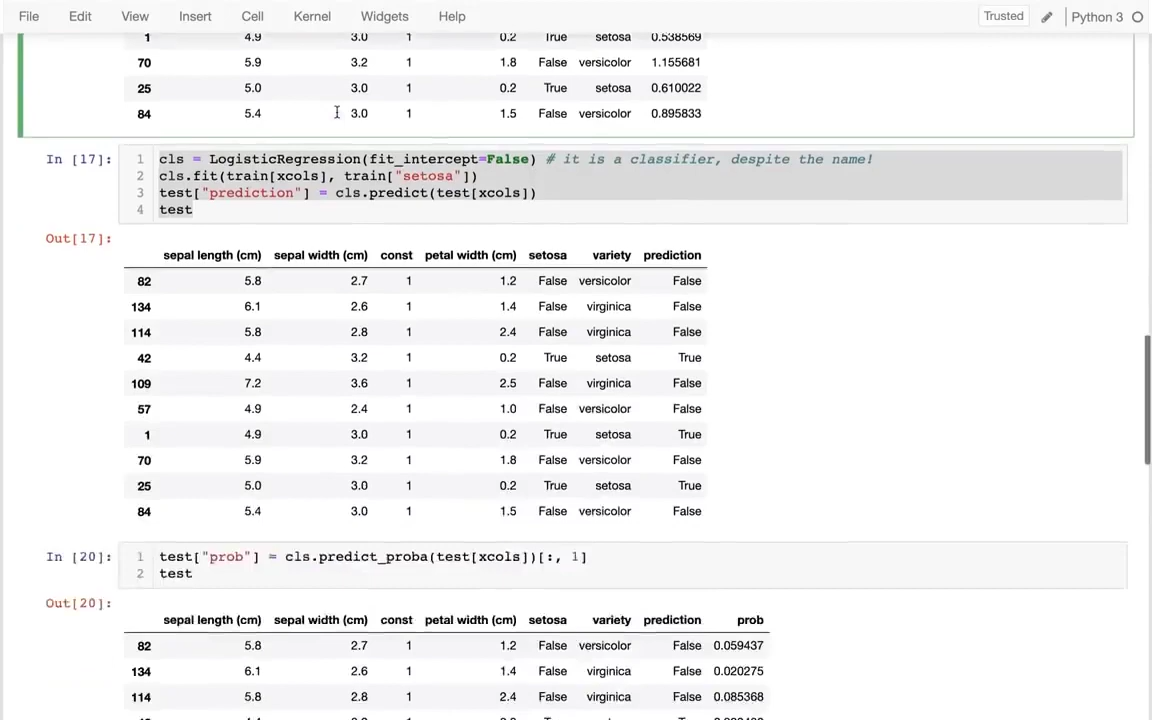 File Edit View Insert Cell Kernel Widgets Help Trusted Python 3
1 4.9 3.0 1 0.2 True setosa 0.538569
70 5.9 3.2 1 1.8 False versicolor 1.155681
25 5.0 3.0 1 0.2 True setosa 0.610022
84 5.4 3.0 1 1.5 False versicolor 0.895833
In [17]: 1 cls = LogisticRegression(fit_intercept=False) # it is a classifier, despite the name!
2 cls.fit(train[xcols], train["setosa"])
3 test["prediction"] = cls.predict(test[xcols])
4 test
Out[17]:
sepal length (cm) sepal width (cm) const petal width (cm) setosa variety prediction
82 5.8 2.7 1 1.2 False versicolor False
134 6.1 2.6 1 1.4 False virginica False
114 5.8 2.8 1 2.4 False virginica False
42 4.4 3.2 1 0.2 True setosa True
109 7.2 3.6 1 2.5 False virginica False
57 4.9 2.4 1 1.0 False versicolor False
1 4.9 3.0 1 0.2 True setosa True
70 5.9 3.2 1 1.8 False versicolor False
25 5.0 3.0 1 0.2 True setosa True
84 5.4 3.0 1 1.5 False versicolor False
In [20]: 1 test["prob"] = cls.predict_proba(test[xcols])[:, 1]
2 test
Out[20]:
sepal length (cm) sepal width (cm) const petal width (cm) setosa variety prediction prob
82 5.8 2.7 1 1.2 False versicolor False 0.059437
134 6.1 2.6 1 1.4 False virginica False 0.020275
114 5.8 2.8 1 2.4 False virginica False 0.085368